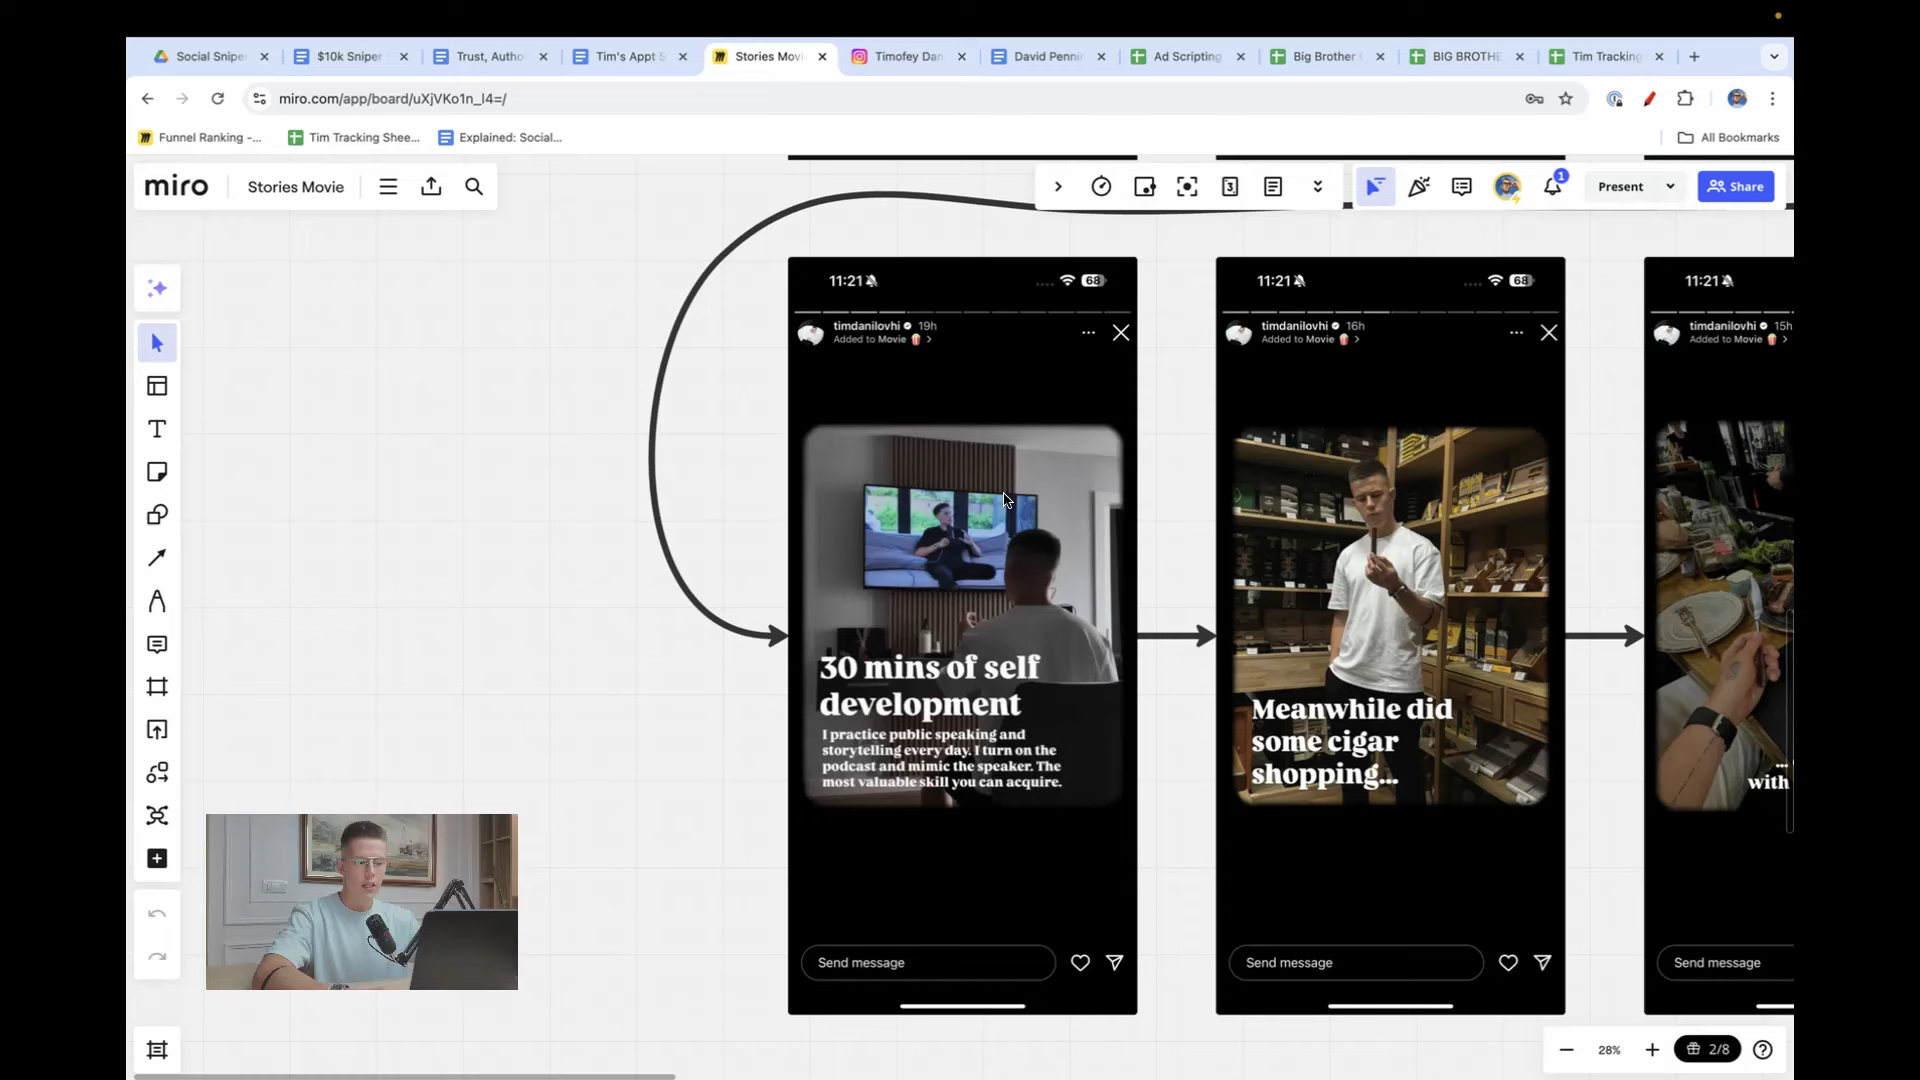 Social Snipe
$10k Sniper
Trust, Autho
Tim's Appt S
Stories Movi
Timofey Dan
David Pennin
Ad Scripting
Big Brother
BIG BROTHE
Tim Tracking
miro.com/app/board/uXjVKo1n_l4=/
Funnel Ranking -...
Tim Tracking Shee...
Explained: Social...
All Bookmarks
miro
Stories Movie
3
1
Present
Share
11:21
68
timdanilovhi 19h
Added to Movie
30 mins of self
development
I practice public speaking and
storytelling every day. I turn on the
podcast and mimic the speaker. The
most valuable skill you can acquire.
Send message
11:21
68
timdanilovhi 16h
Added to Movie
Meanwhile did
some cigar
shopping...
Send message
11:21
timdanilovhi 15h
Added to Movie
...
with
Send message
28%
2/8